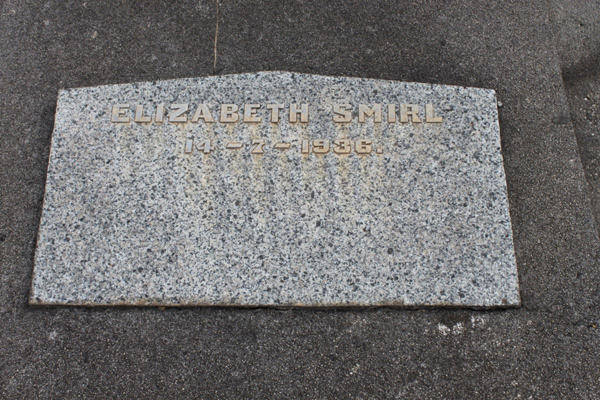 ELIZABETH SMIRL
14-7-1936.